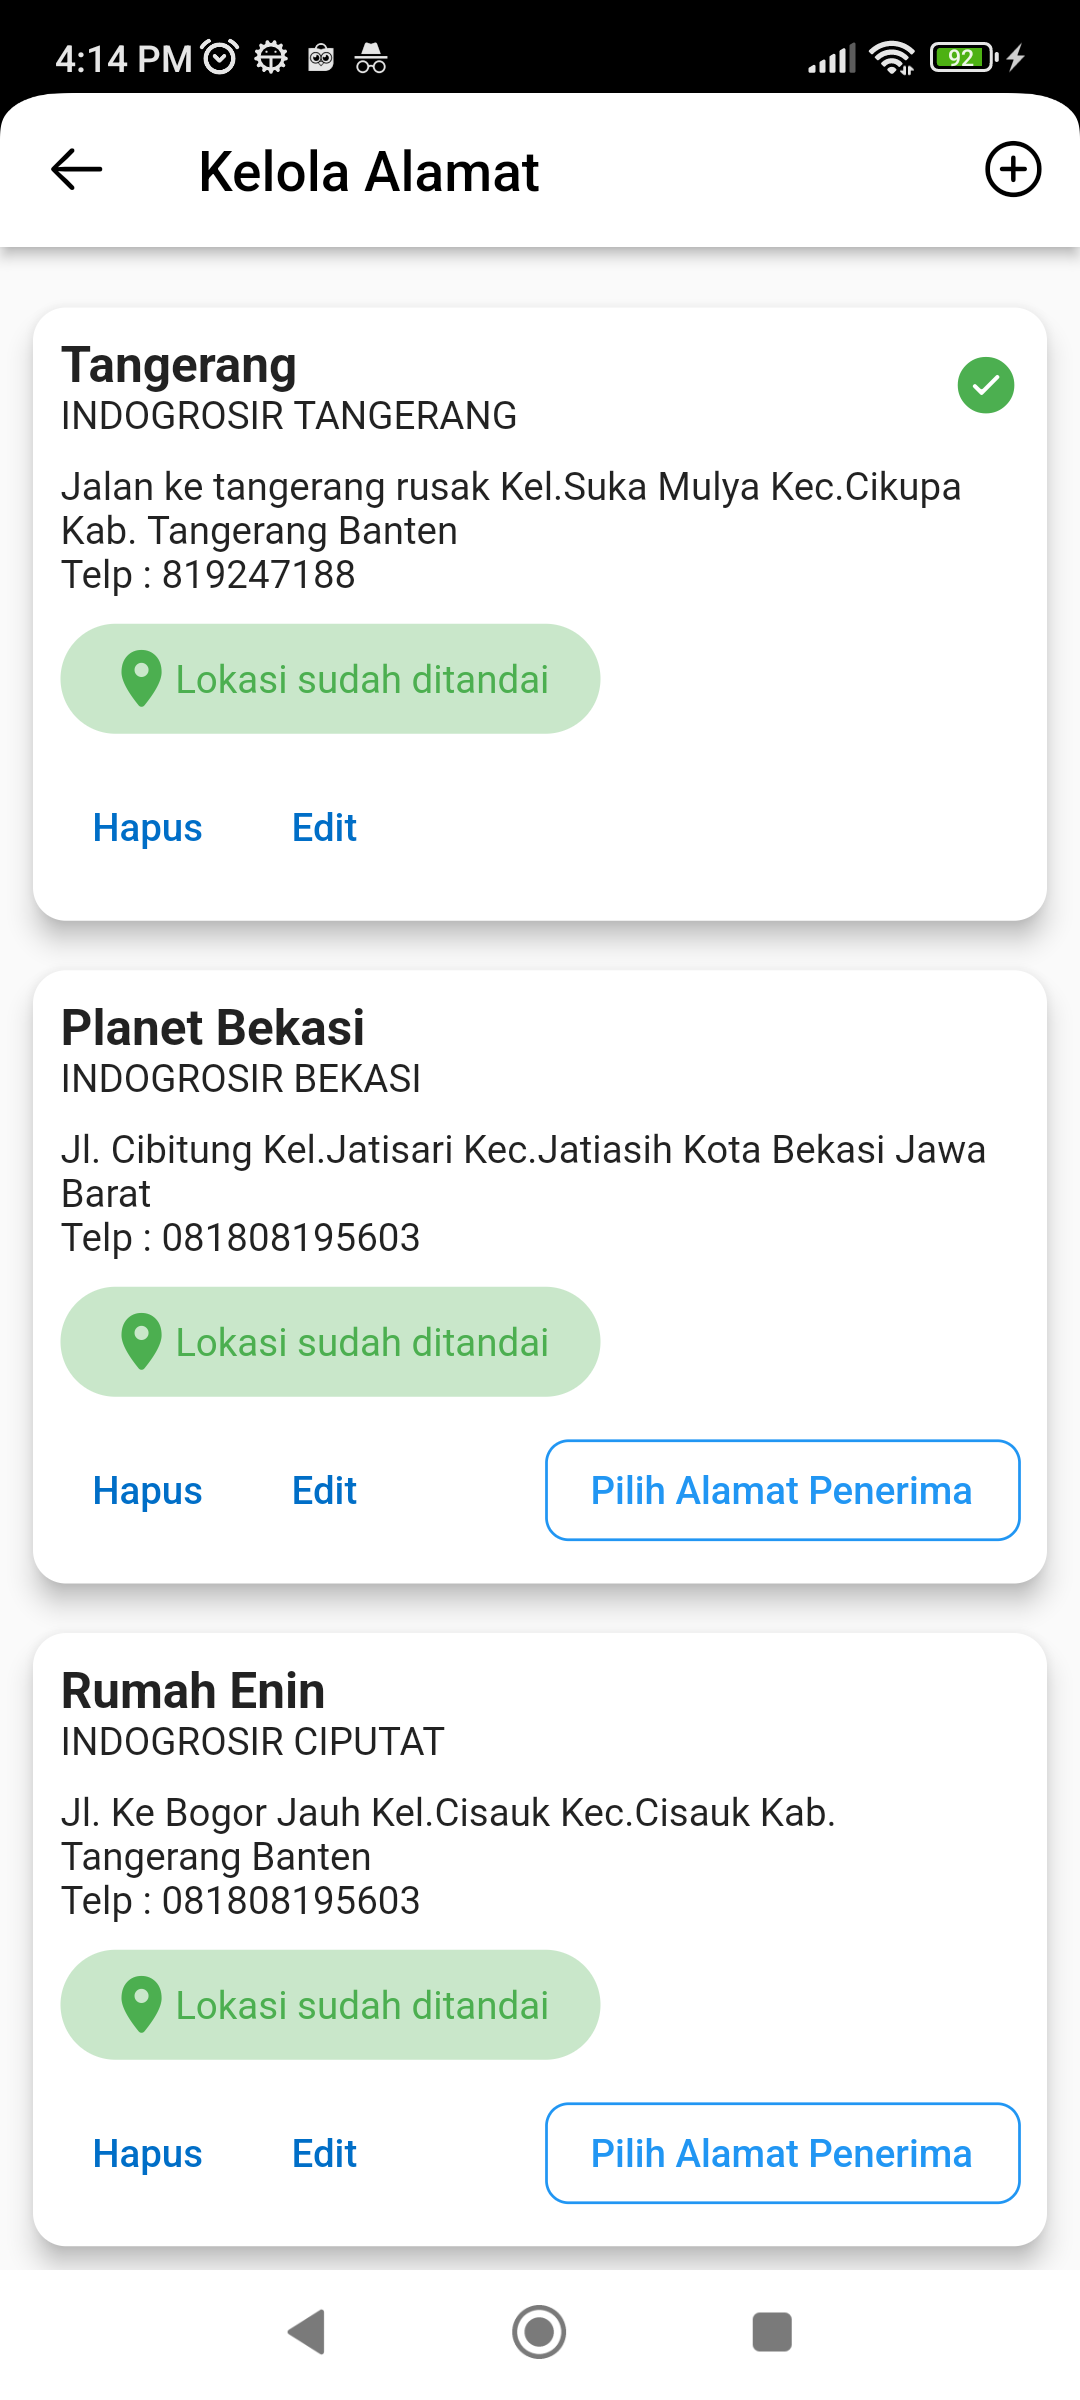 4:14 PM
92
Kelola Alamat
Tangerang
INDOGROSIR TANGERANG
Jalan ke tangerang rusak Kel.Suka Mulya Kec.Cikupa
Kab. Tangerang Banten
Telp : 819247188
Lokasi sudah ditandai
Hapus Edit
Planet Bekasi
INDOGROSIR BEKASI
Jl. Cibitung Kel.Jatisari Kec.Jatiasih Kota Bekasi Jawa
Barat
Telp : 081808195603
Lokasi sudah ditandai
Hapus Edit Pilih Alamat Penerima
Rumah Enin
INDOGROSIR CIPUTAT
Jl. Ke Bogor Jauh Kel.Cisauk Kec.Cisauk Kab.
Tangerang Banten
Telp : 081808195603
Lokasi sudah ditandai
Hapus Edit Pilih Alamat Penerima